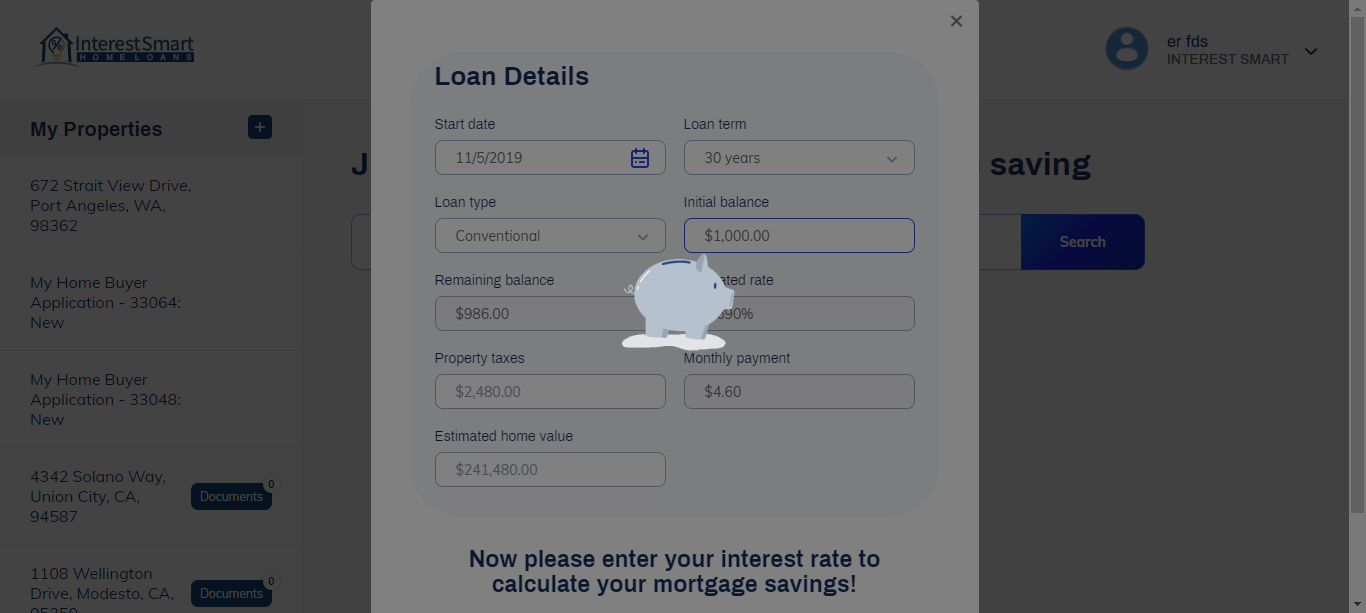 InterestSmart
HOME LOANS
er fds
INTEREST SMART
My Properties
+
672 Strait View Drive,
Port Angeles, WA,
98362
My Home Buyer
Application - 33064:
New
My Home Buyer
Application - 33048:
New
4342 Solano Way,
Union City, CA,
94587
Documents
0
1108 Wellington
Drive, Modesto, CA,
Documents
0
J
saving
Search
Loan Details
Start date
11/5/2019
Loan term
30 years
Loan type
Conventional
Initial balance
$1,000.00
Remaining balance
$986.00
ated rate
690%
Property taxes
$2,480.00
Monthly payment
$4.60
Estimated home value
$241,480.00
Now please enter your interest rate to
calculate your mortgage savings!